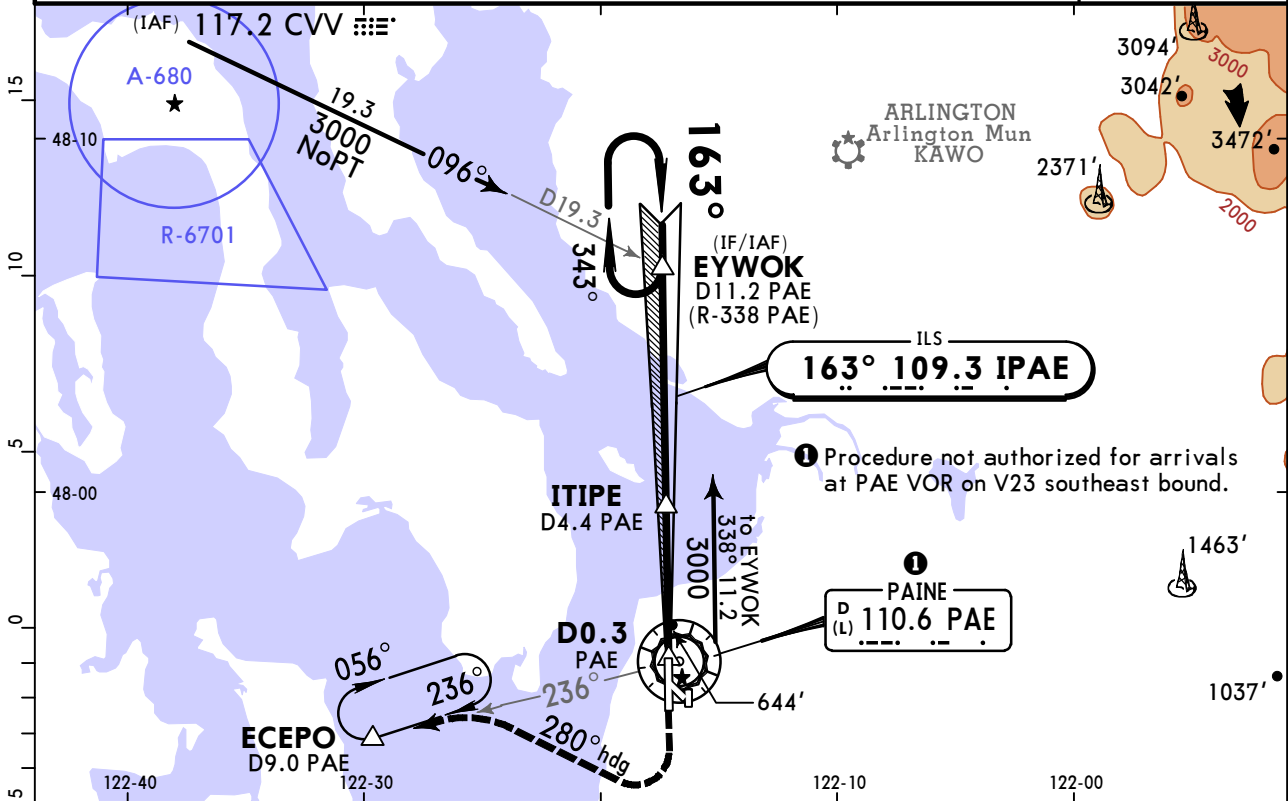 (IAF) 117.2 CVV
A-680
R-6701
19.3
3000
NoPT
096°
D19.3
163°
343°
(IF/IAF)
EYWOK
D11.2 PAE
(R-338 PAE)
ARLINGTON
Arlington Mun
KAWO
3094'
3000
3042'
3472'
2371'
2000
ILS
163° 109.3 IPAE
1 Procedure not authorized for arrivals
at PAE VOR on V23 southeast bound.
ITIPE
D4.4 PAE
to EYWOK
338° 11.2
3000
1
PAINE
D
(L) 110.6 PAE
1463'
1037'
D0.3
PAE
644'
056°
236°
236°
280° hdg
ECEPO
D9.0 PAE
15
48-10
10
5
48-00
0
5
122-40
122-30
122-10
122-00